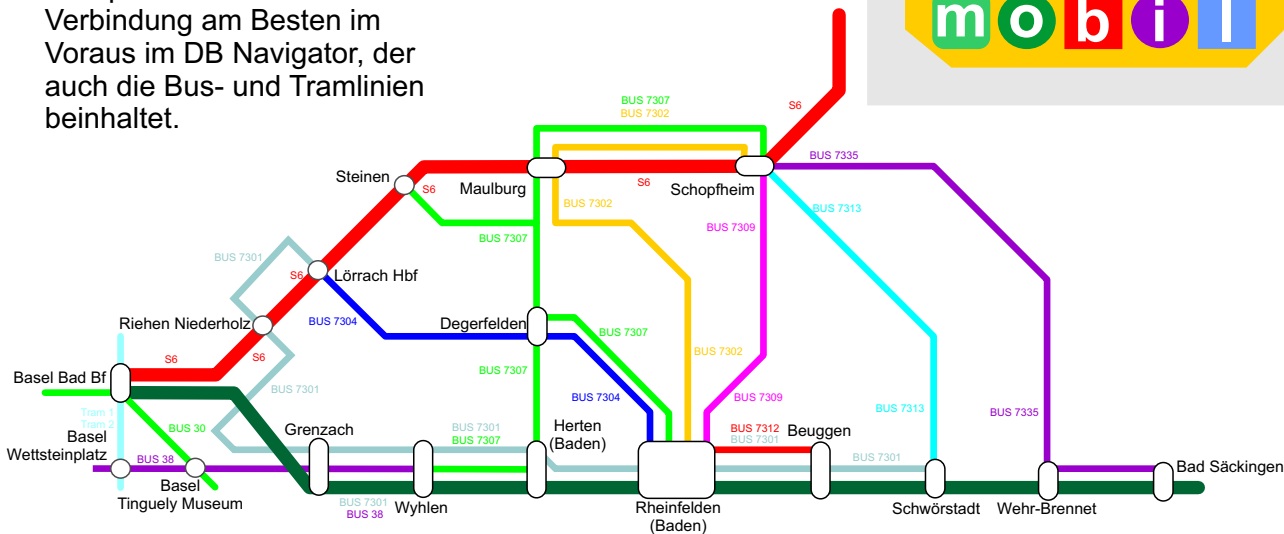 Verbindung am Besten im
Voraus im DB Navigator, der
auch die Bus- und Tramlinien
beinhaltet.
mobil
BUS 7307
BUS 7302
S6
BUS 7335
Steinen
S6
Maulburg
S6
Schopfheim
BUS 7302
BUS 7313
BUS 7309
BUS 7307
BUS 7301
S6
Lörrach Hbf
Riehen Niederholz
BUS 7304
Degerfelden
BUS 7307
S6
S6
BUS 7302
Basel Bad Bf
BUS 7307
BUS 7301
BUS 7304
BUS 7309
BUS 7313
BUS 7335
Tram 1
Tram 2
BUS 30
Grenzach
BUS 7301
BUS 7307
Herten
(Baden)
BUS 7312
BUS 7301
Beuggen
Basel
Wettsteinplatz
BUS 38
BUS 7301
Bad Säckingen
Basel
Tinguely Museum
BUS 7301
BUS 38
Wyhlen
Rheinfelden
(Baden)
Schwörstadt
Wehr-Brennet